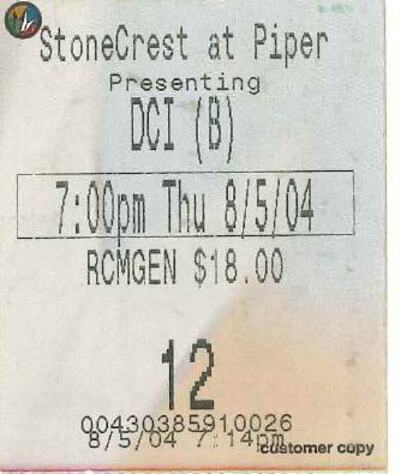 StoneCrest at Piper
Presenting
DCI (B)
7:00pm Thu 8/5/04
RCMGEN $18.00
12
00430385910026
8/5/04 7:14pm
customer copy